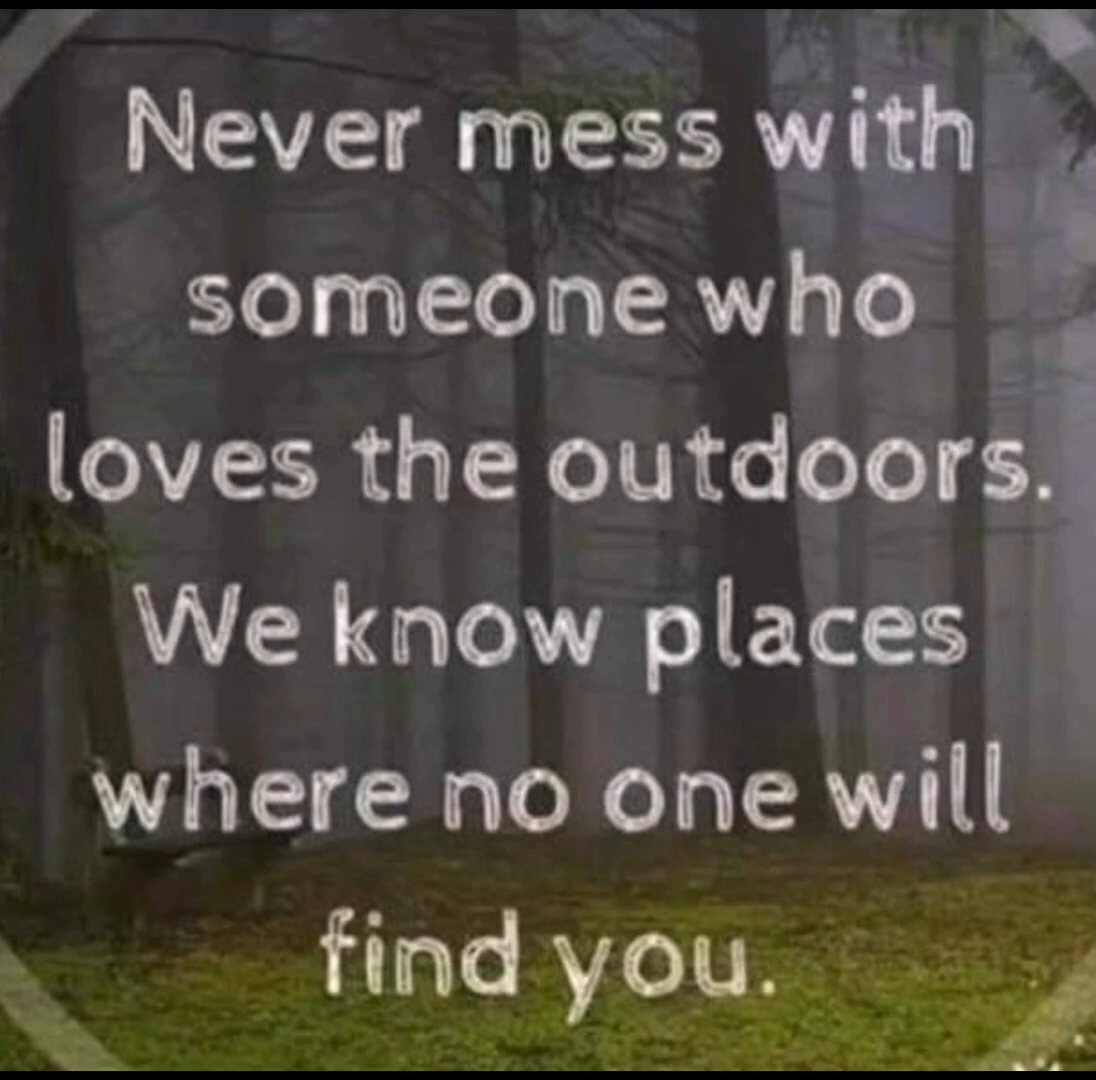 Never mess with
someone who
loves the outdoors.
We know places
where no one will
find you.